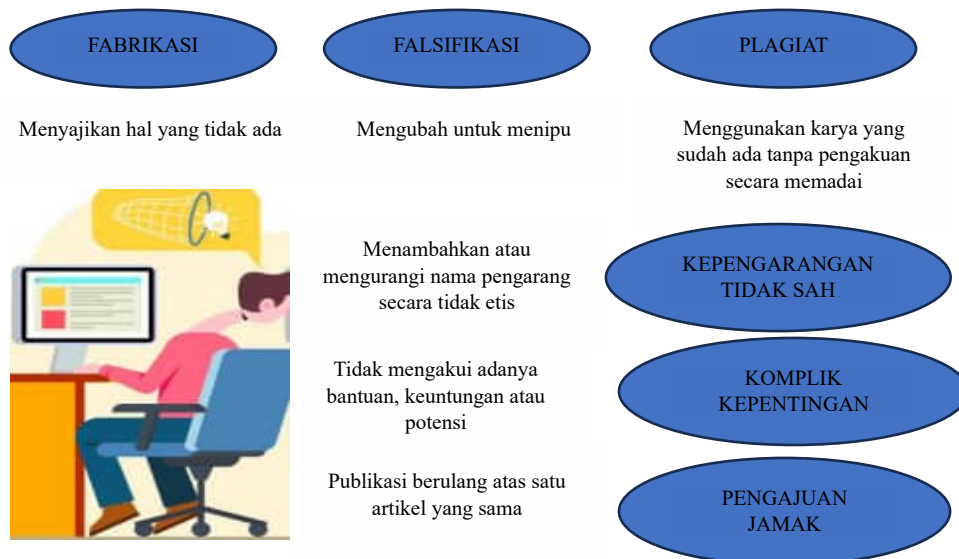 FABRIKASI
FALSIFIKASI
PLAGIAT
Menyajikan hal yang tidak ada
Mengubah untuk menipu
Menggunakan karya yang
sudah ada tanpa pengakuan
secara memadai
Menambahkan atau
mengurangi nama pengarang
secara tidak etis
KEPENGARANGAN
TIDAK SAH
Tidak mengakui adanya
bantuan, keuntungan atau
potensi
KOMPLIK
KEPENTINGAN
Publikasi berulang atas satu
artikel yang sama
PENGAJUAN
JAMAK